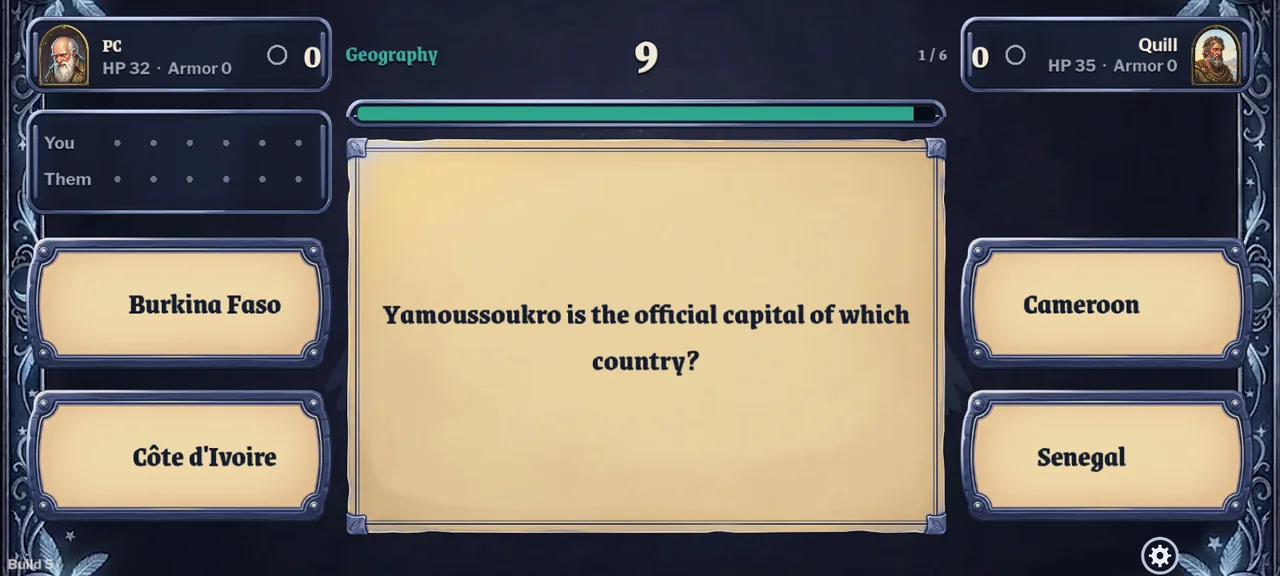 PC
HP 32 · Armor 0
0
Geography
9
1 / 6
0
Quill
HP 35 · Armor 0
You
Them
Burkina Faso
Côte d'Ivoire
Yamoussoukro is the official capital of which
country?
Cameroon
Senegal
Build 5